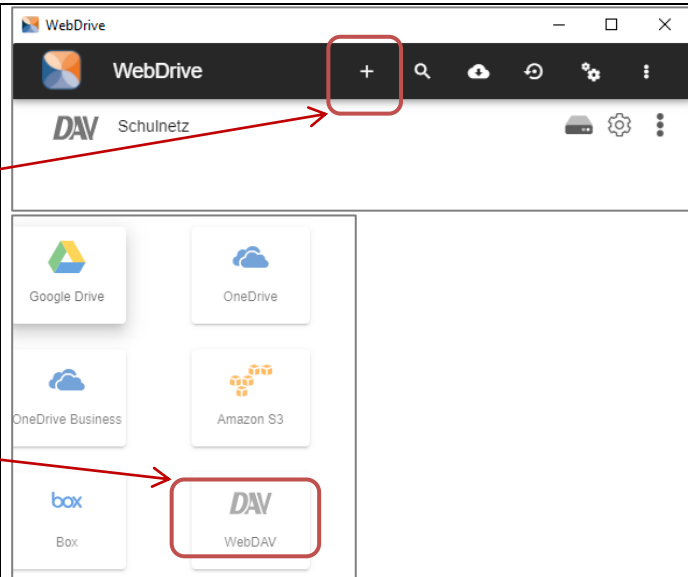 WebDrive
WebDrive
DAV Schulnetz
Google Drive
OneDrive
OneDrive Business
Amazon S3
box
DAV
Box
WebDAV